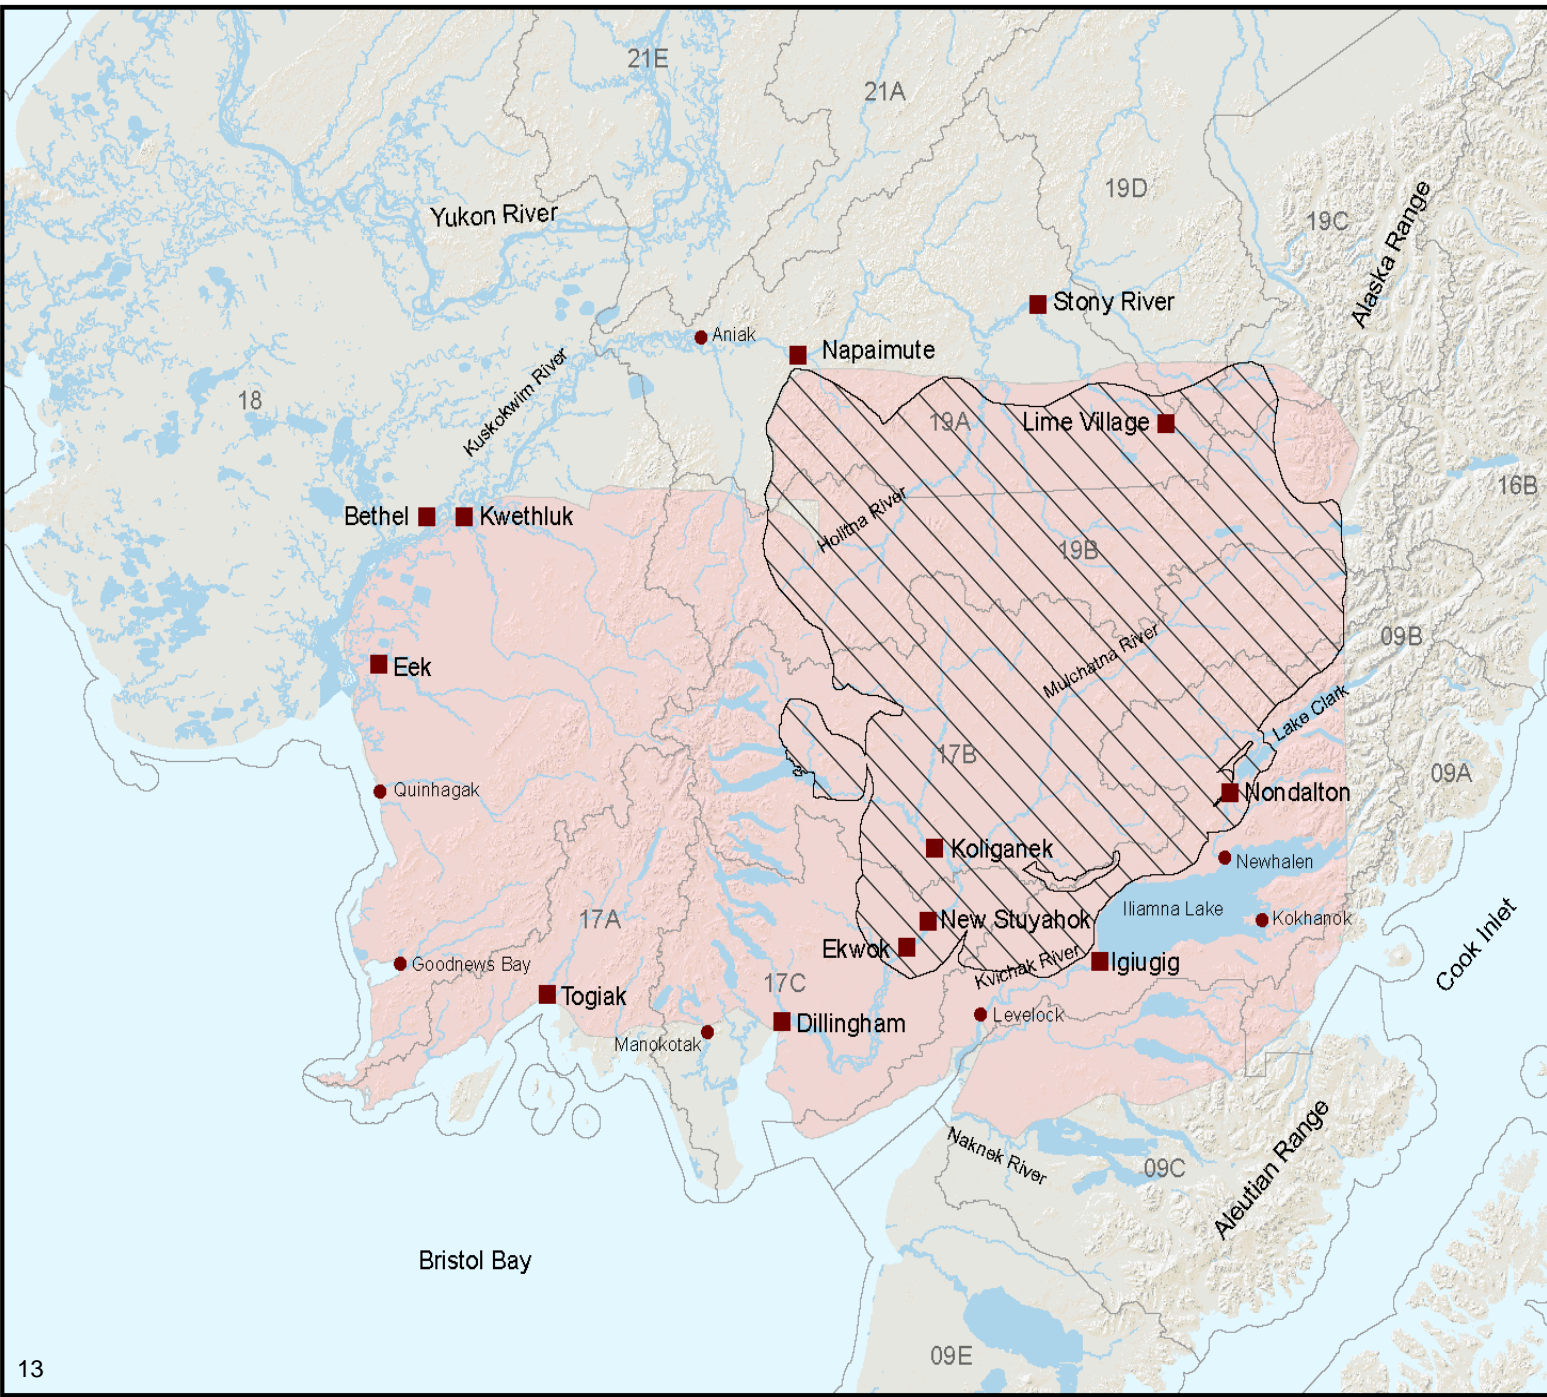 21E
21A
19D
19C
Alaska Range
Yukon River
Stony River
Aniak
Napaimute
Kuskokwim River
18
19A
Lime Village
16B
Bethel
Kwethluk
Holitna River
19B
09B
Eek
Mulchatna River
Lake Clark
17B
09A
Quinhagak
Nondalton
Koliganek
Newhalen
17A
New Stuyahok
Iliamna Lake
Kokhanok
Ekwok
Kvichak River
Igiugig
Cook Inlet
Goodnews Bay
17C
Togiak
Dillingham
Levelock
Manokotak
Naknek River
09C
Aleutian Range
Bristol Bay
09E
13